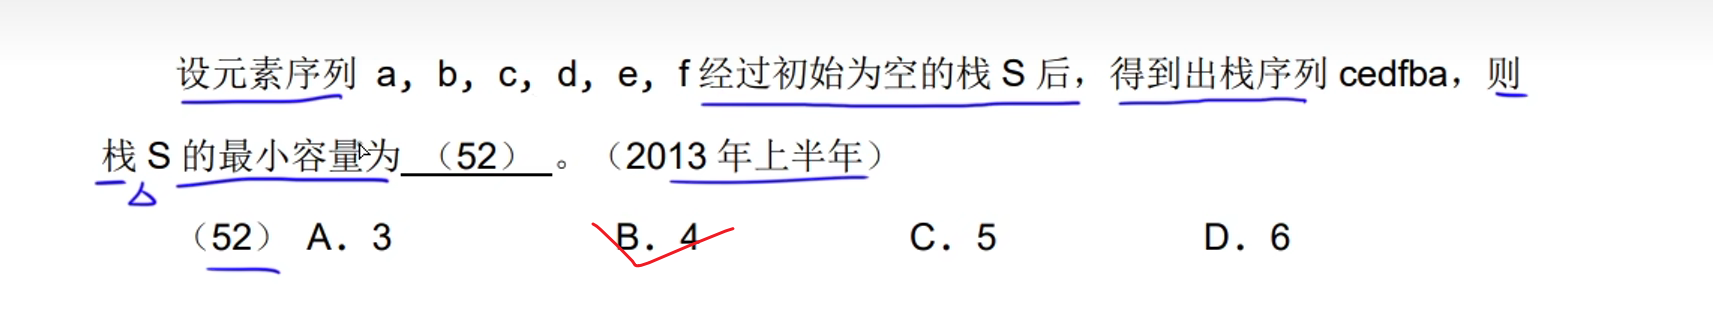 设元素序列 a，b，c，d，e，f 经过初始为空的栈 S 后，得到出栈序列 cedfba，则
栈 S 的最小容量为 （52） 。（2013 年上半年）
（52） A．3 B．4 C．5 D．6